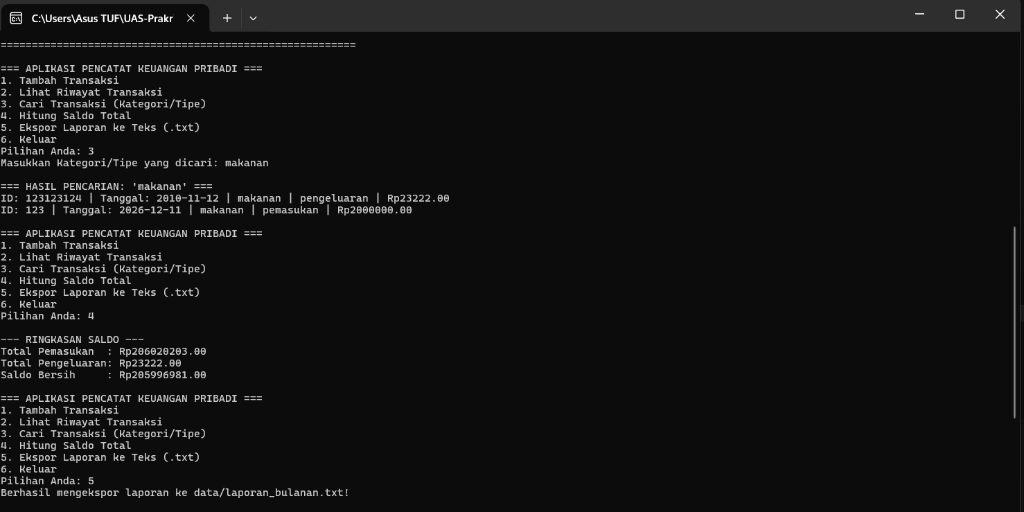 C:\Users\Asus TUF\UAS-Prakr
=========================================================
=== APLIKASI PENCATAT KEUANGAN PRIBADI ===
1. Tambah Transaksi
2. Lihat Riwayat Transaksi
3. Cari Transaksi (Kategori/Tipe)
4. Hitung Saldo Total
5. Ekspor Laporan ke Teks (.txt)
6. Keluar
Pilihan Anda: 3
Masukkan Kategori/Tipe yang dicari: makanan
=== HASIL PENCARIAN: 'makanan' ===
ID: 123123124 | Tanggal: 2010-11-12 | makanan | pengeluaran | Rp23222.00
ID: 123 | Tanggal: 2026-12-11 | makanan | pemasukan | Rp2000000.00
=== APLIKASI PENCATAT KEUANGAN PRIBADI ===
1. Tambah Transaksi
2. Lihat Riwayat Transaksi
3. Cari Transaksi (Kategori/Tipe)
4. Hitung Saldo Total
5. Ekspor Laporan ke Teks (.txt)
6. Keluar
Pilihan Anda: 4
--- RINGKASAN SALDO ---
Total Pemasukan  : Rp206020203.00
Total Pengeluaran: Rp23222.00
Saldo Bersih     : Rp205996981.00
=== APLIKASI PENCATAT KEUANGAN PRIBADI ===
1. Tambah Transaksi
2. Lihat Riwayat Transaksi
3. Cari Transaksi (Kategori/Tipe)
4. Hitung Saldo Total
5. Ekspor Laporan ke Teks (.txt)
6. Keluar
Pilihan Anda: 5
Berhasil mengekspor laporan ke data/laporan_bulanan.txt!